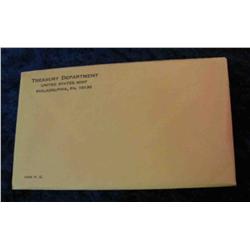 Treasury Department
United States Mint
Philadelphia, PA. 19130